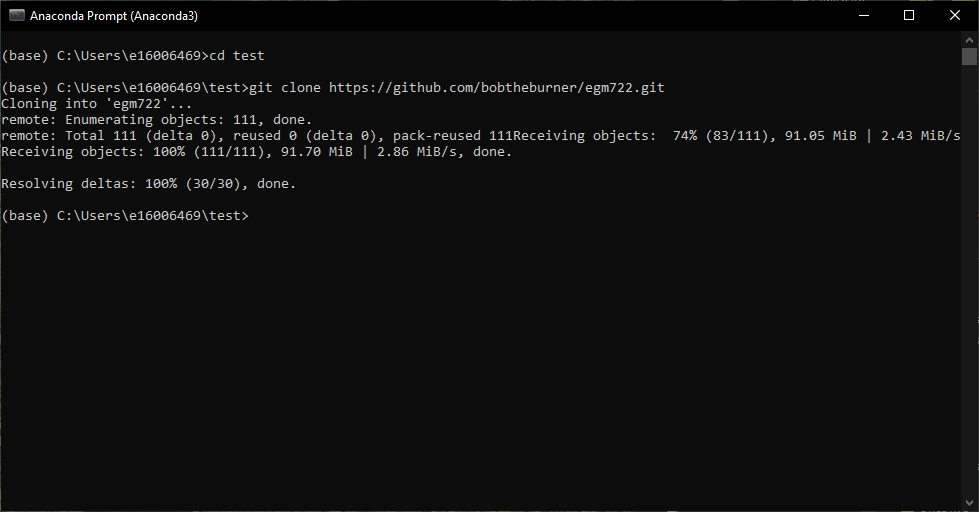 Anaconda Prompt (Anaconda3)
(base) C:\Users\e16006469>cd test
(base) C:\Users\e16006469\test>git clone https://github.com/bobtheburner/egm722.git
Cloning into 'egm722'...
remote: Enumerating objects: 111, done.
remote: Total 111 (delta 0), reused 0 (delta 0), pack-reused 111Receiving objects:  74% (83/111), 91.05 MiB | 2.43 MiB/s
Receiving objects: 100% (111/111), 91.70 MiB | 2.86 MiB/s, done.
Resolving deltas: 100% (30/30), done.
(base) C:\Users\e16006469\test>